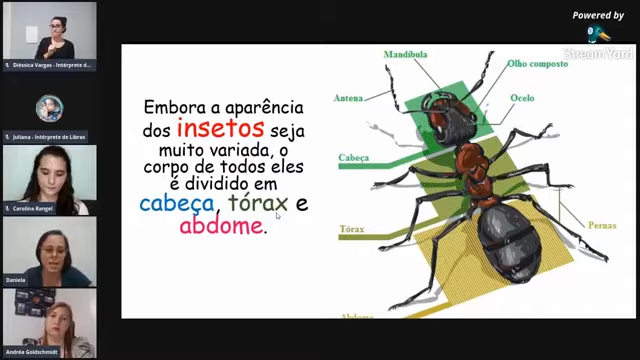 Powered by
StreamYard
Diéssica Vargas - Intérprete d...
Juliana - Intérprete de Libras
Carolina Rangel
Daniela
Andréa Goldschmidt
Embora a aparência
dos insetos seja
muito variada, o
corpo de todos eles
é dividido em
cabeça, tórax e
abdome.
Mandíbula
Olho composto
Antena
Ocelo
Cabeça
Tórax
Pernas
Abdome